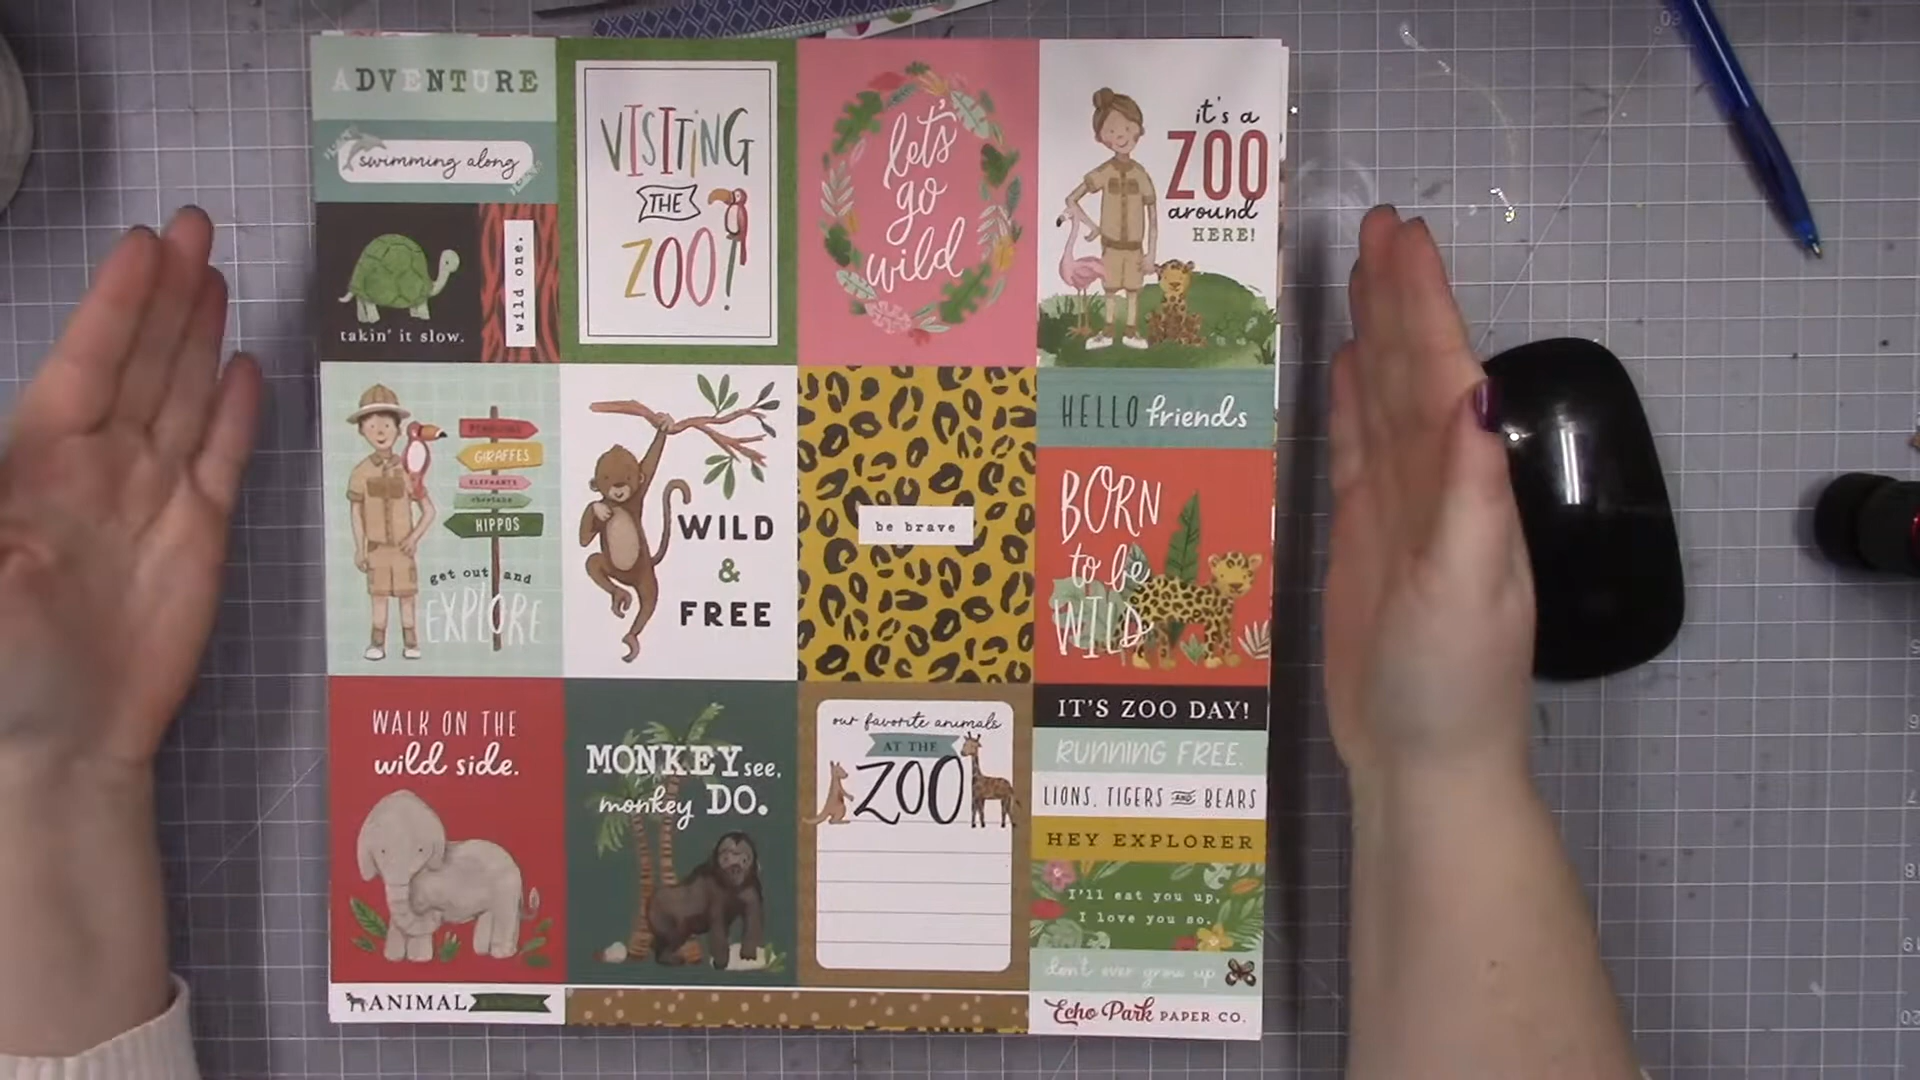 ADVENTURE
swimming along
takin' it slow.
wild one.
VISITING
THE
ZOO!
let's
go
wild
it's a
ZOO
around
HERE!
GIRAFFES
ELEPHANTS
HIPPOS
get out and
EXPLORE
WILD
&
FREE
be brave
HELLO friends
BORN
to be
WILD
WALK ON THE
wild side.
MONKEY see,
monkey DO.
our favorite animals
AT THE
ZOO
IT'S ZOO DAY!
RUNNING FREE.
LIONS, TIGERS AND BEARS
HEY EXPLORER
I'll eat you up,
I love you so.
don't ever grow up
ANIMAL
Echo Park PAPER CO.